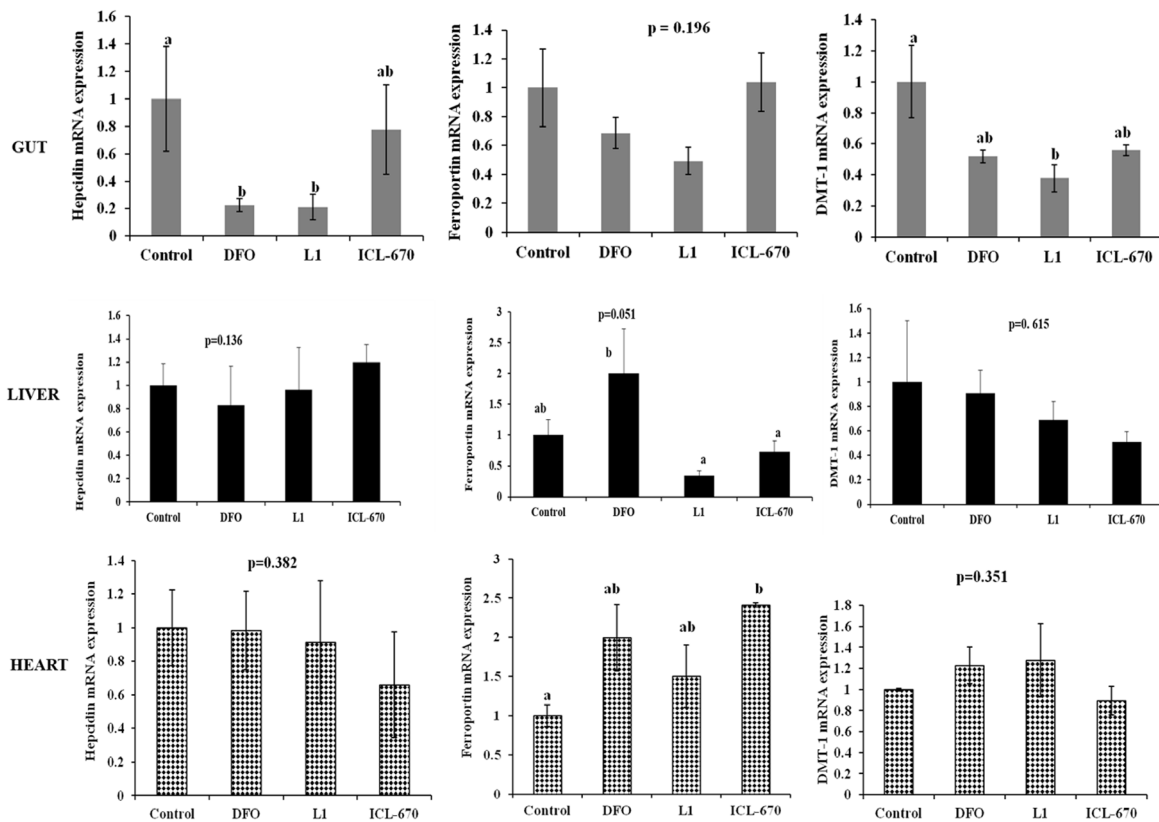 GUT
Hepcidin mRNA expression
1.6
1.4
1.2
1
0.8
0.6
0.4
0.2
0
a
b
b
ab
Control DFO L1 ICL-670
Ferroportin mRNA expression
p = 0.196
1.4
1.2
1
0.8
0.6
0.4
0.2
0
Control DFO L1 ICL-670
DMT-1 mRNA expression
1.4
1.2
1
0.8
0.6
0.4
0.2
0
a
ab
b
ab
Control DFO L1 ICL-670
LIVER
Hepcidin mRNA expression
p=0.136
1.6
1.4
1.2
1
0.8
0.6
0.4
0.2
0
Control DFO L1 ICL-670
Ferroportin mRNA expression
p=0.051
3
2.5
2
1.5
1
0.5
0
ab
b
a
a
Control DFO L1 ICL-670
DMT-1 mRNA expression
p=0. 615
1.6
1.4
1.2
1
0.8
0.6
0.4
0.2
0
Control DFO L1 ICL-670
HEART
Hepcidin mRNA expression
p=0.382
1.4
1.2
1
0.8
0.6
0.4
0.2
0
Control DFO L1 ICL-670
Ferroportin mRNA expression
3
2.5
2
1.5
1
0.5
0
a
ab
ab
b
Control DFO L1 ICL-670
DMT-1 mRNA expression
p=0.351
1.8
1.6
1.4
1.2
1
0.8
0.6
0.4
0.2
0
Control DFO L1 ICL-670